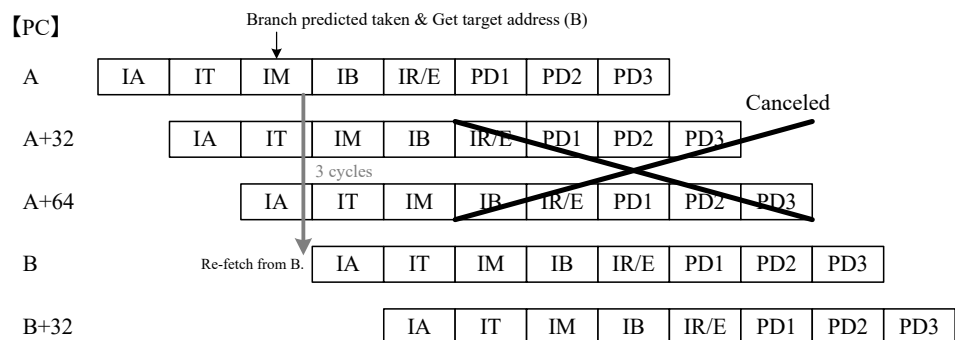 Branch predicted taken & Get target address (B)
【PC】
A IA IT IM IB IR/E PD1 PD2 PD3
Canceled
A+32 IA IT IM IB IR/E PD1 PD2 PD3
3 cycles
A+64 IA IT IM IB IR/E PD1 PD2 PD3
B Re-fetch from B. IA IT IM IB IR/E PD1 PD2 PD3
B+32 IA IT IM IB IR/E PD1 PD2 PD3